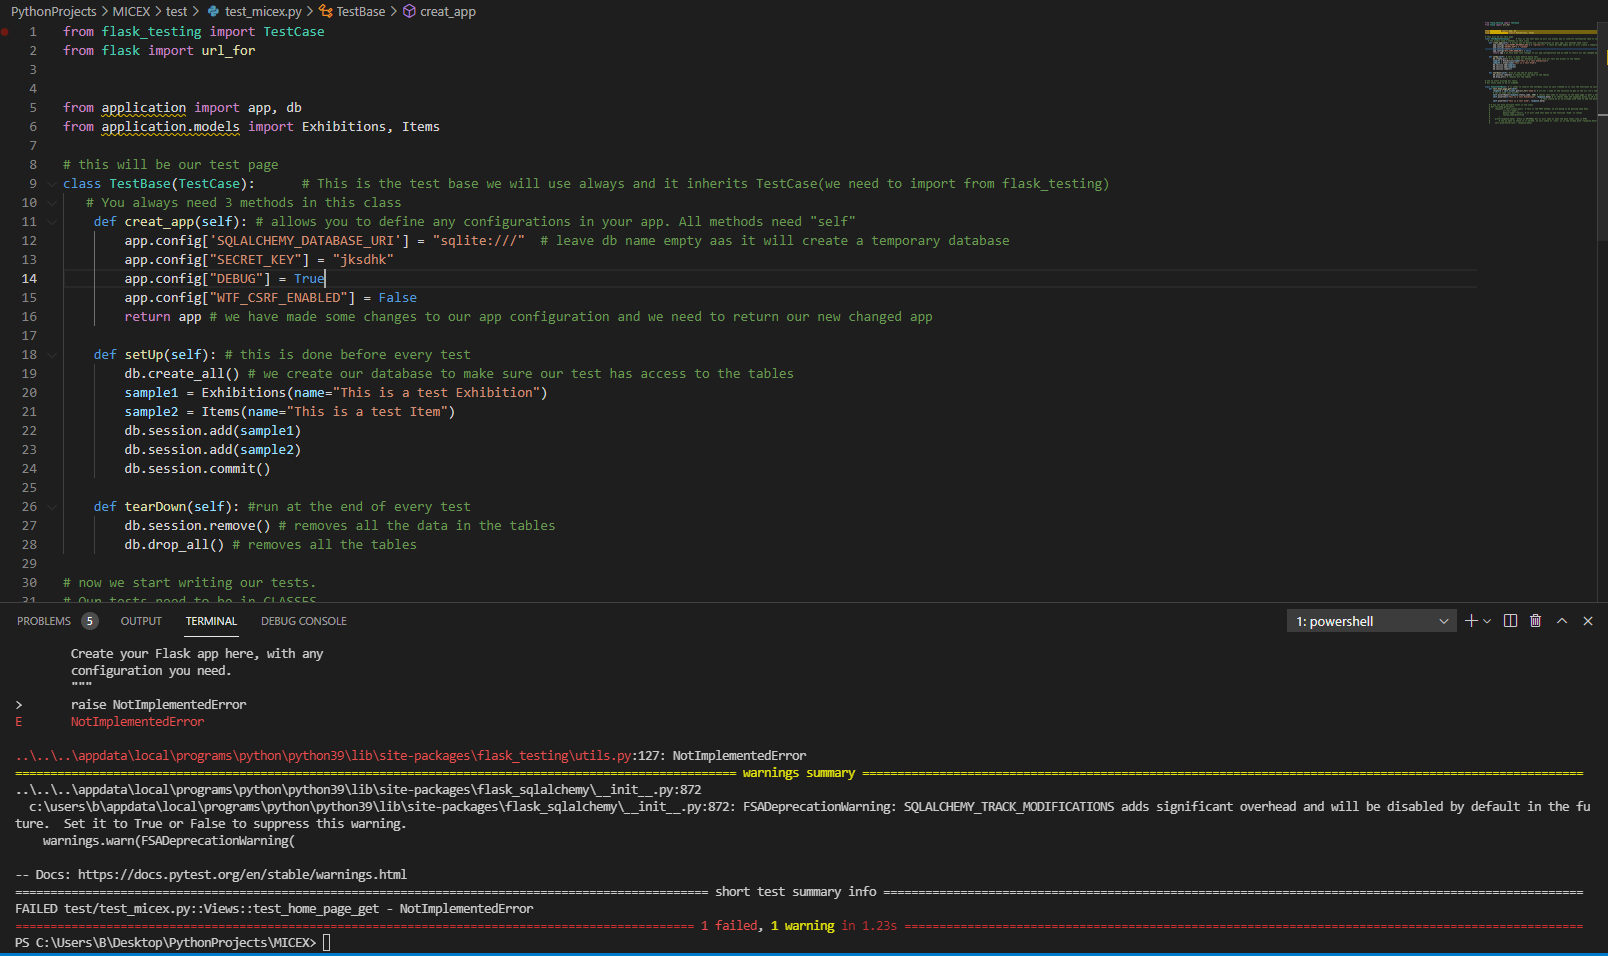 PythonProjects > MICEX > test > test_micex.py > TestBase > creat_app
1 from flask_testing import TestCase
2 from flask import url_for
3
4
5 from application import app, db
6 from application.models import Exhibitions, Items
7
8 # this will be our test page
9 class TestBase(TestCase):      # This is the test base we will use always and it inherits TestCase(we need to import from flask_testing)
10    # You always need 3 methods in this class
11     def creat_app(self): # allows you to define any configurations in your app. All methods need "self"
12         app.config['SQLALCHEMY_DATABASE_URI'] = "sqlite:///"  # leave db name empty aas it will create a temporary database
13         app.config["SECRET_KEY"] = "jksdhk"
14         app.config["DEBUG"] = True
15         app.config["WTF_CSRF_ENABLED"] = False
16         return app # we have made some changes to our app configuration and we need to return our new changed app
17
18     def setUp(self): # this is done before every test
19         db.create_all() # we create our database to make sure our test has access to the tables
20         sample1 = Exhibitions(name="This is a test Exhibition")
21         sample2 = Items(name="This is a test Item")
22         db.session.add(sample1)
23         db.session.add(sample2)
24         db.session.commit()
25
26     def tearDown(self): #run at the end of every test
27         db.session.remove() # removes all the data in the tables
28         db.drop_all() # removes all the tables
29
30 # now we start writing our tests.
31 # Our tests need to be in CLASSES
PROBLEMS 5 OUTPUT TERMINAL DEBUG CONSOLE 1: powershell
Create your Flask app here, with any
configuration you need.
"""
>       raise NotImplementedError
E       NotImplementedError
..\..\..\appdata\local\programs\python\python39\lib\site-packages\flask_testing\utils.py:127: NotImplementedError
=== warnings summary ===
..\..\..\appdata\local\programs\python\python39\lib\site-packages\flask_sqlalchemy\__init__.py:872
c:\users\b\appdata\local\programs\python\python39\lib\site-packages\flask_sqlalchemy\__init__.py:872: FSADeprecationWarning: SQLALCHEMY_TRACK_MODIFICATIONS adds significant overhead and will be disabled by default in the fu
ture.  Set it to True or False to suppress this warning.
warnings.warn(FSADeprecationWarning(
-- Docs: https://docs.pytest.org/en/stable/warnings.html
=== short test summary info ===
FAILED test/test_micex.py::Views::test_home_page_get - NotImplementedError
=== 1 failed, 1 warning in 1.23s ===
PS C:\Users\B\Desktop\PythonProjects\MICEX>